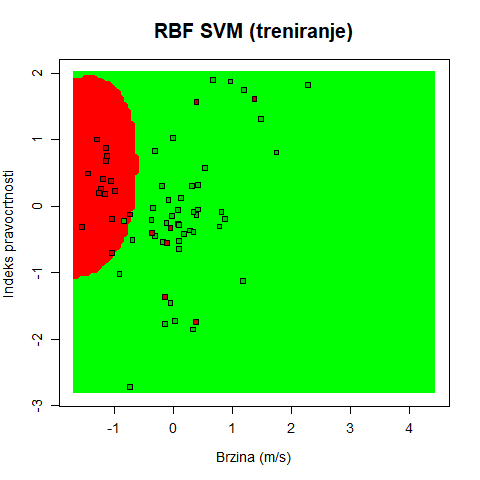 RBF SVM (treniranje)
Indeks pravocrtnosti
2
1
0
-1
-2
-3
-1 0 1 2 3 4
Brzina (m/s)